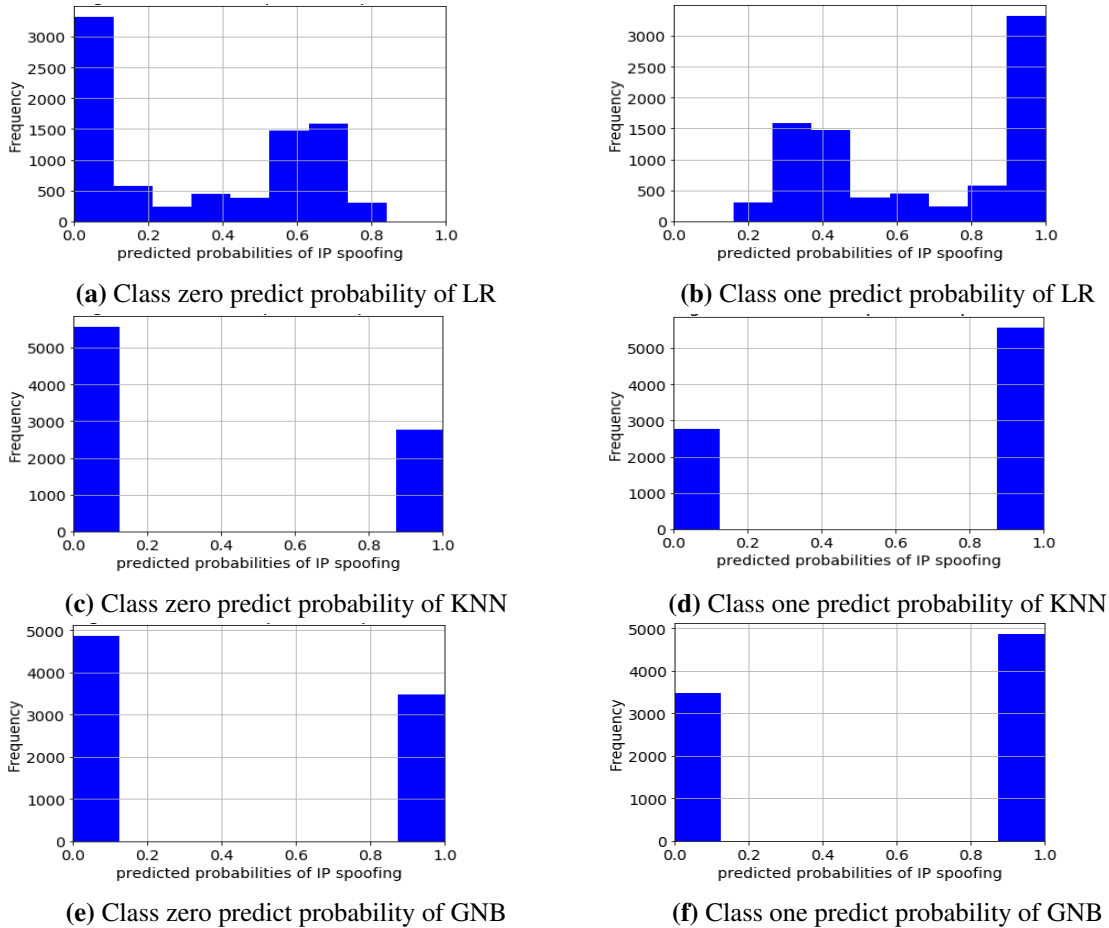 3000
2500
2000
1500
1000
500
0
Frequency
0.0 0.2 0.4 0.6 0.8 1.0
predicted probabilities of IP spoofing
(a) Class zero predict probability of LR
3000
2500
2000
1500
1000
500
0
Frequency
0.0 0.2 0.4 0.6 0.8 1.0
predicted probabilities of IP spoofing
(b) Class one predict probability of LR
5000
4000
3000
2000
1000
0
Frequency
0.0 0.2 0.4 0.6 0.8 1.0
predicted probabilities of IP spoofing
(c) Class zero predict probability of KNN
5000
4000
3000
2000
1000
0
Frequency
0.0 0.2 0.4 0.6 0.8 1.0
predicted probabilities of IP spoofing
(d) Class one predict probability of KNN
5000
4000
3000
2000
1000
0
Frequency
0.0 0.2 0.4 0.6 0.8 1.0
predicted probabilities of IP spoofing
(e) Class zero predict probability of GNB
5000
4000
3000
2000
1000
0
Frequency
0.0 0.2 0.4 0.6 0.8 1.0
predicted probabilities of IP spoofing
(f) Class one predict probability of GNB